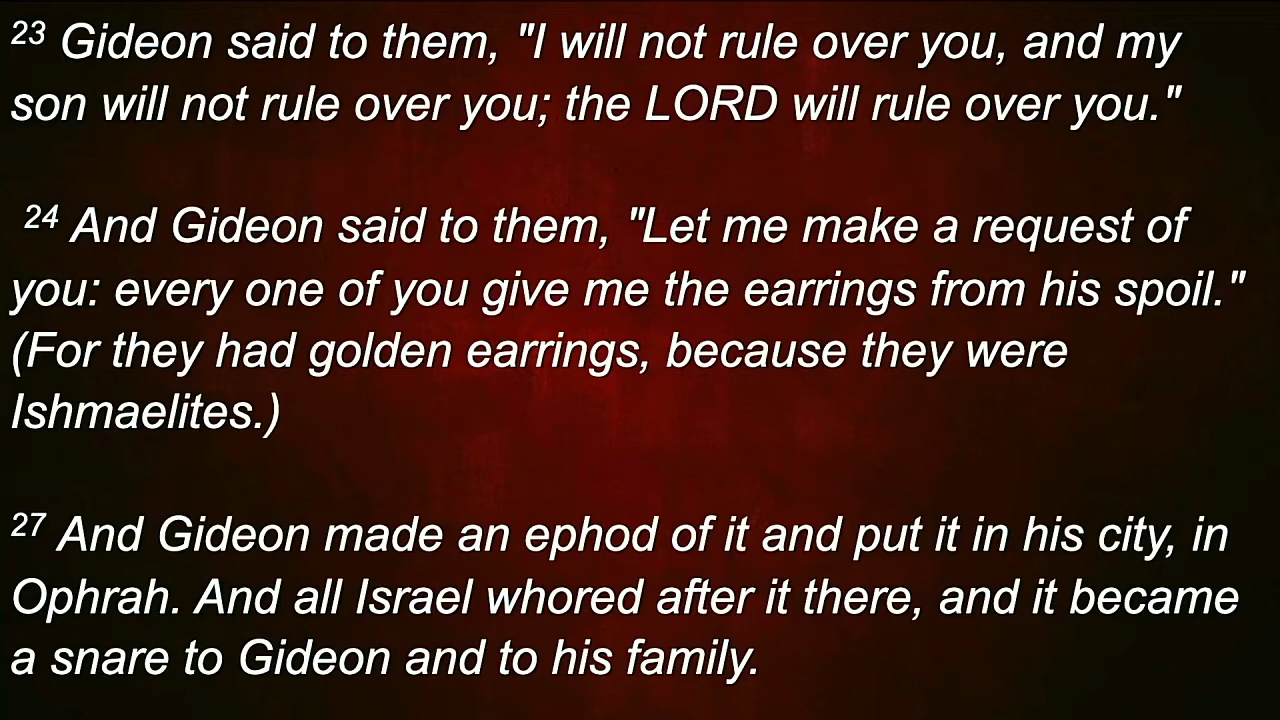 23 Gideon said to them, "I will not rule over you, and my
son will not rule over you; the LORD will rule over you."
24 And Gideon said to them, "Let me make a request of
you: every one of you give me the earrings from his spoil."
(For they had golden earrings, because they were
Ishmaelites.)
27 And Gideon made an ephod of it and put it in his city, in
Ophrah. And all Israel whored after it there, and it became
a snare to Gideon and to his family.